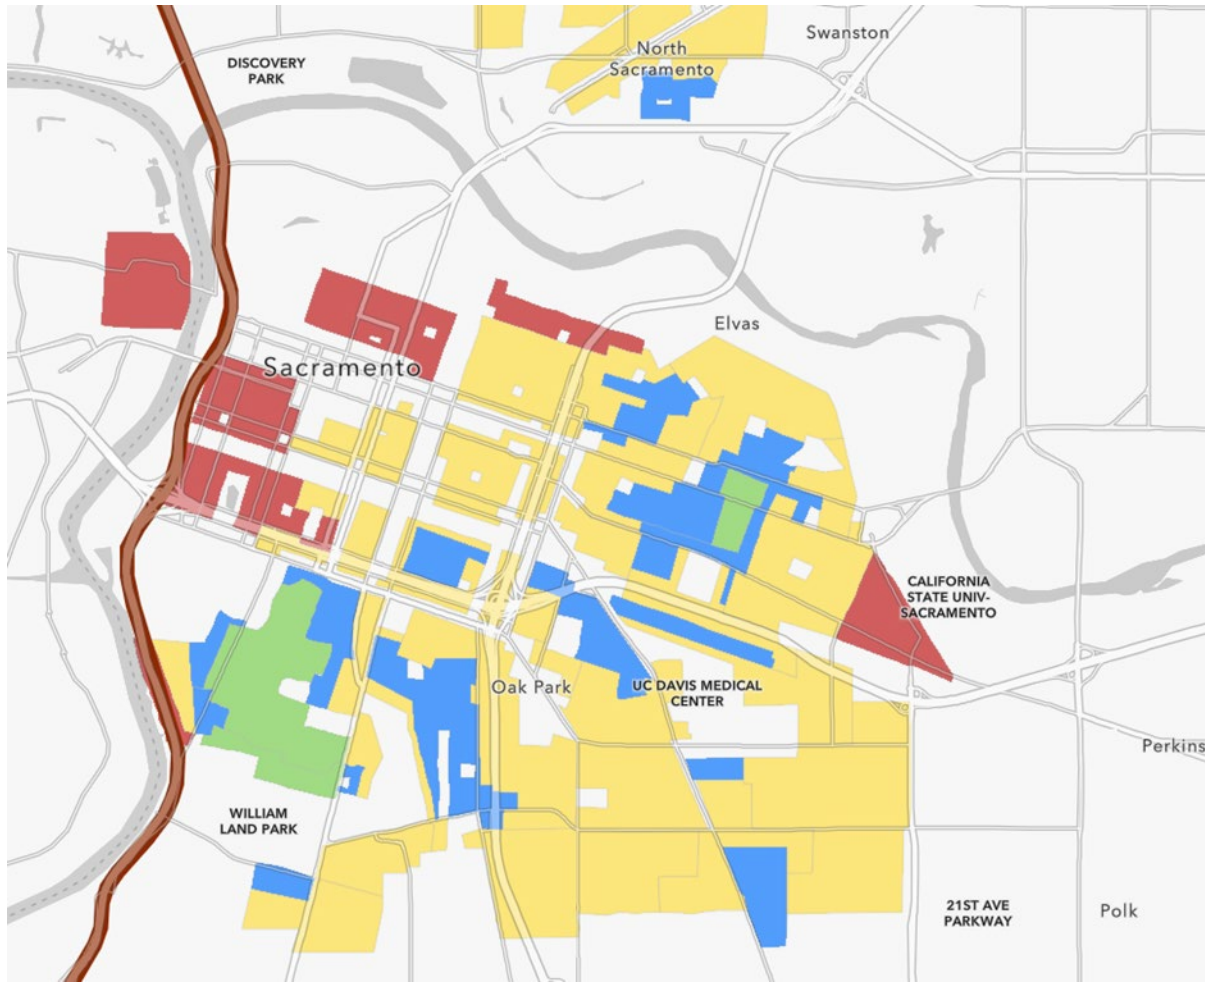 Swanston
North
Sacramento
DISCOVERY
PARK
Elvas
Sacramento
CALIFORNIA
STATE UNIV-
SACRAMENTO
Oak Park
UC DAVIS MEDICAL
CENTER
Perkins
WILLIAM
LAND PARK
21ST AVE
PARKWAY
Polk